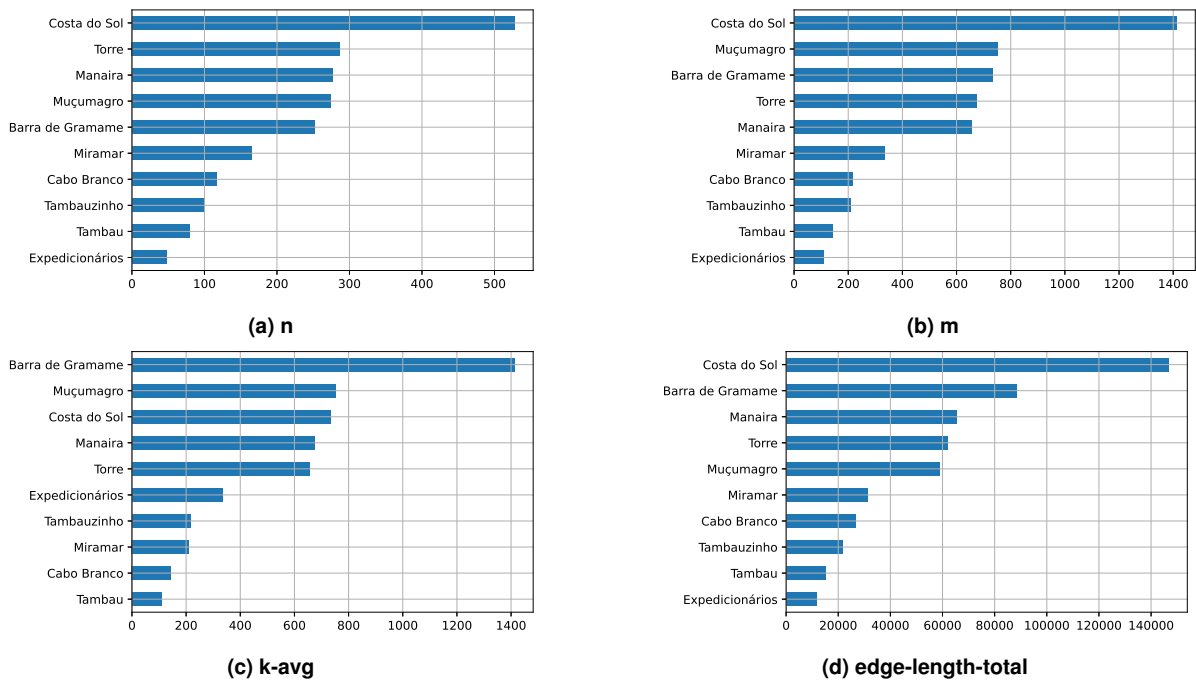 Costa do Sol
Torre
Manaira
Muçumagro
Barra de Gramame
Miramar
Cabo Branco
Tambauzinho
Tambau
Expedicionários
0 100 200 300 400 500
(a) n
Costa do Sol
Muçumagro
Barra de Gramame
Torre
Manaira
Miramar
Cabo Branco
Tambauzinho
Tambau
Expedicionários
0 200 400 600 800 1000 1200 1400
(b) m
Barra de Gramame
Muçumagro
Costa do Sol
Manaira
Torre
Expedicionários
Tambauzinho
Miramar
Cabo Branco
Tambau
0 200 400 600 800 1000 1200 1400
(c) k-avg
Costa do Sol
Barra de Gramame
Manaira
Torre
Muçumagro
Miramar
Cabo Branco
Tambauzinho
Tambau
Expedicionários
0 20000 40000 60000 80000 100000 120000 140000
(d) edge-length-total